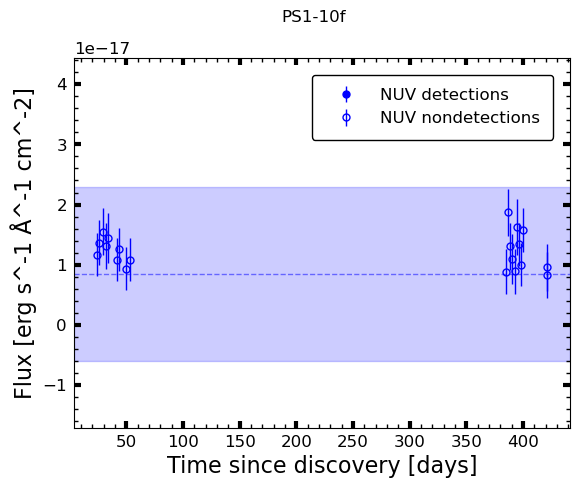 PS1-10f
1e−17
NUV detections
NUV nondetections
4
3
2
1
0
−1
Flux [erg s^-1 Å^-1 cm^-2]
50 100 150 200 250 300 350 400
Time since discovery [days]